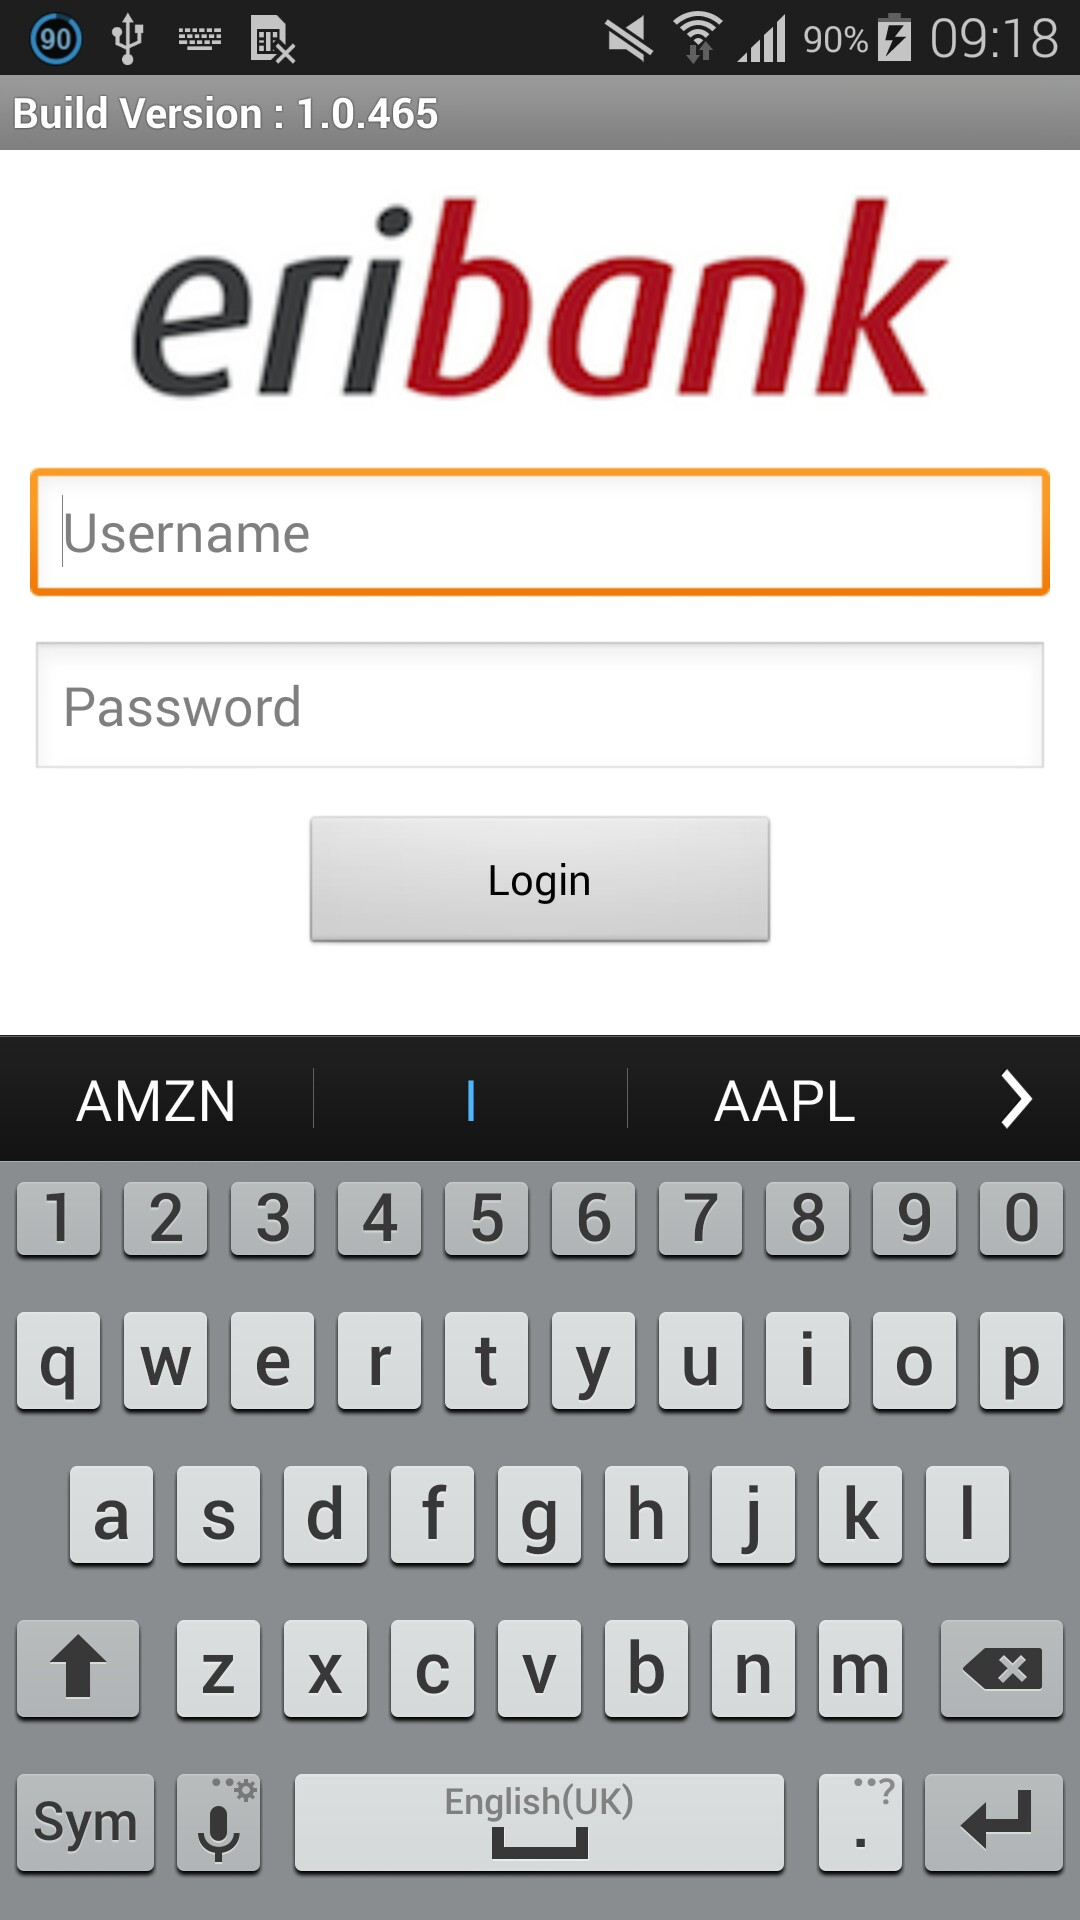 90 90% 09:18
Build Version : 1.0.465
eribank
Username
Password
Login
AMZN I AAPL
1 2 3 4 5 6 7 8 9 0
q w e r t y u i o p
a s d f g h j k l
z x c v b n m
Sym English(UK) . ?